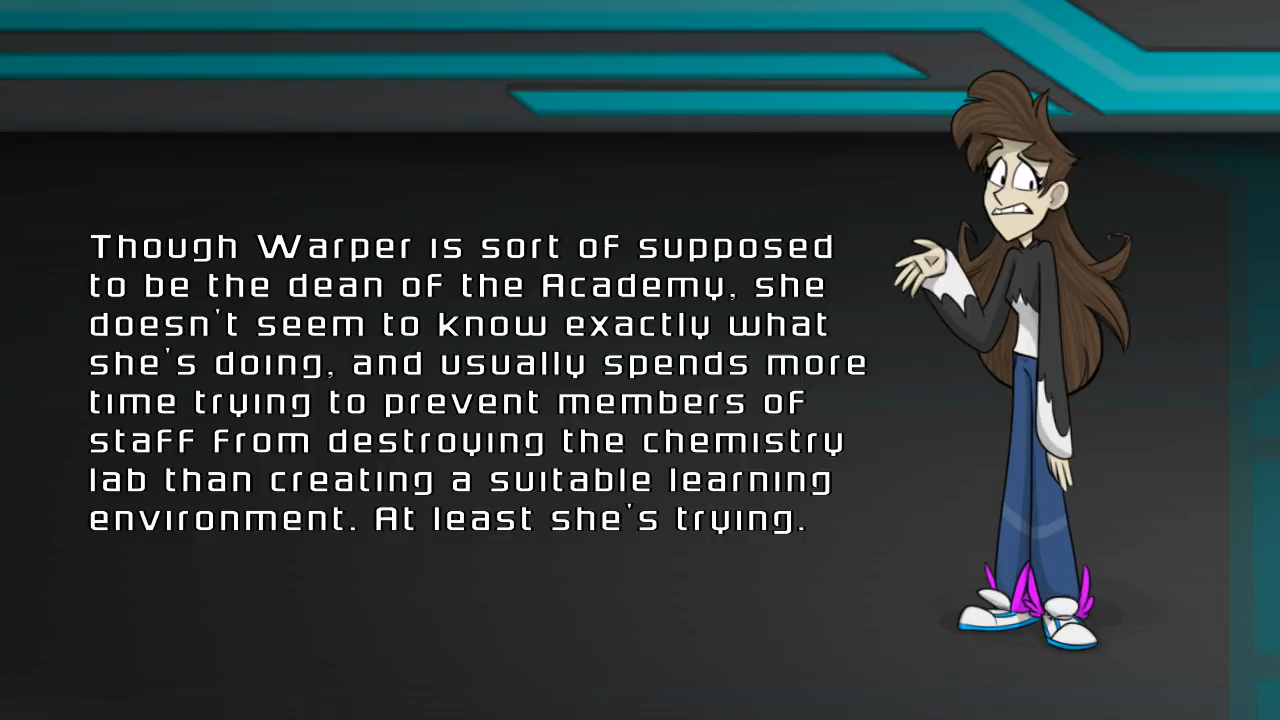 Though Warper is sort of supposed
to be the dean of the Academy, she
doesn't seem to know exactly what
she's doing, and usually spends more
time trying to prevent members of
staff from destroying the chemistry
lab than creating a suitable learning
environment. At least she's trying.